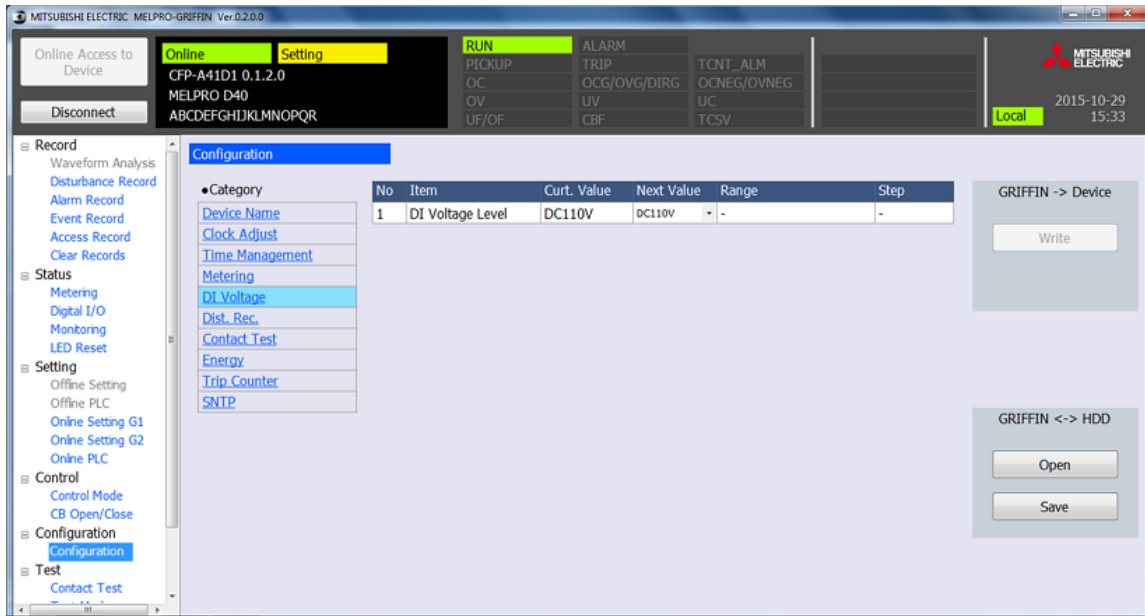 MITSUBISHI ELECTRIC MELPRO-GRIFFIN Ver.0.2.0.0
Online Access to Device
Disconnect
Online Setting
CFP-A41D1 0.1.2.0
MELPRO D40
ABCDEFGHIJKLMNOPQR
RUN ALARM
PICKUP TRIP TCNT_ALM
OC OCG/OVG/DIRG OCNEG/OVNEG
OV UV UC
UF/OF CBF TCSV
MITSUBISHI
ELECTRIC
2015-10-29
Local 15:33
Record
Waveform Analysis
Disturbance Record
Alarm Record
Event Record
Access Record
Clear Records
Status
Metering
Digital I/O
Monitoring
LED Reset
Setting
Offline Setting
Offline PLC
Online Setting G1
Online Setting G2
Online PLC
Control
Control Mode
CB Open/Close
Configuration
Configuration
Test
Contact Test
Configuration
●Category
Device Name
Clock Adjust
Time Management
Metering
DI Voltage
Dist. Rec.
Contact Test
Energy
Trip Counter
SNTP
No Item Curt. Value Next Value Range Step
1 DI Voltage Level DC110V DC110V - -
GRIFFIN -> Device
Write
GRIFFIN <-> HDD
Open
Save